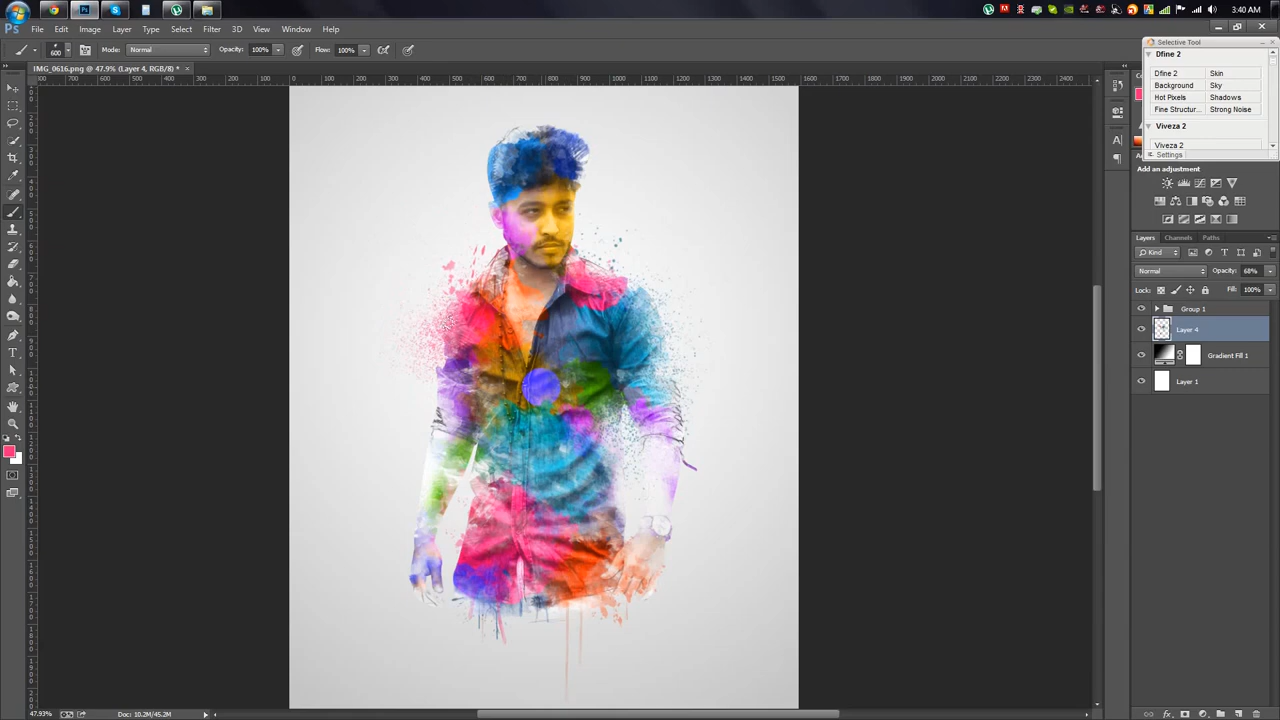 3:40 AM
Ps File Edit Image Layer Type Select Filter 3D View Window Help
600 Mode: Normal Opacity: 100% Flow: 100%
IMG_0616.png @ 47.9% (Layer 4, RGB/8) * ×
Selective Tool
Dfine 2
Dfine 2 Skin
Background Sky
Hot Pixels Shadows
Fine Structur... Strong Noise
Viveza 2
Viveza 2
Settings
Add an adjustment
Layers Channels Paths
Kind
Normal Opacity: 68%
Lock: Fill: 100%
Group 1
Layer 4
Gradient Fill 1
Layer 1
47.93% Doc: 10.2M/45.2M